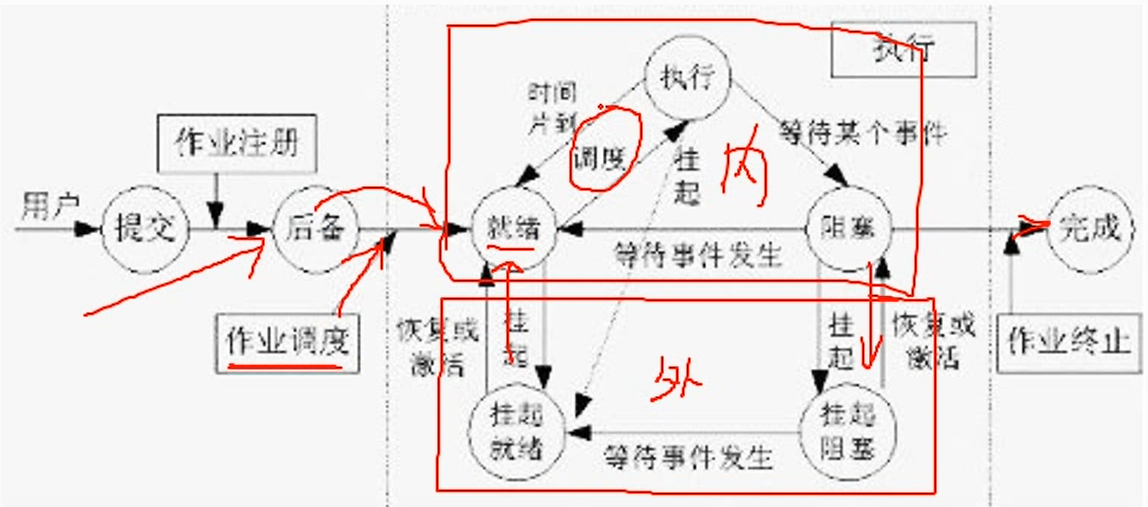 执行
执行
时间
片到
调度
挂
起
内
等待某个事件
作业注册
用户
提交
后备
就绪
阻塞
完成
等待事件发生
作业调度
恢复或
激活
挂
起
外
挂
起
恢复或
激活
作业终止
挂起
就绪
挂起
阻塞
等待事件发生